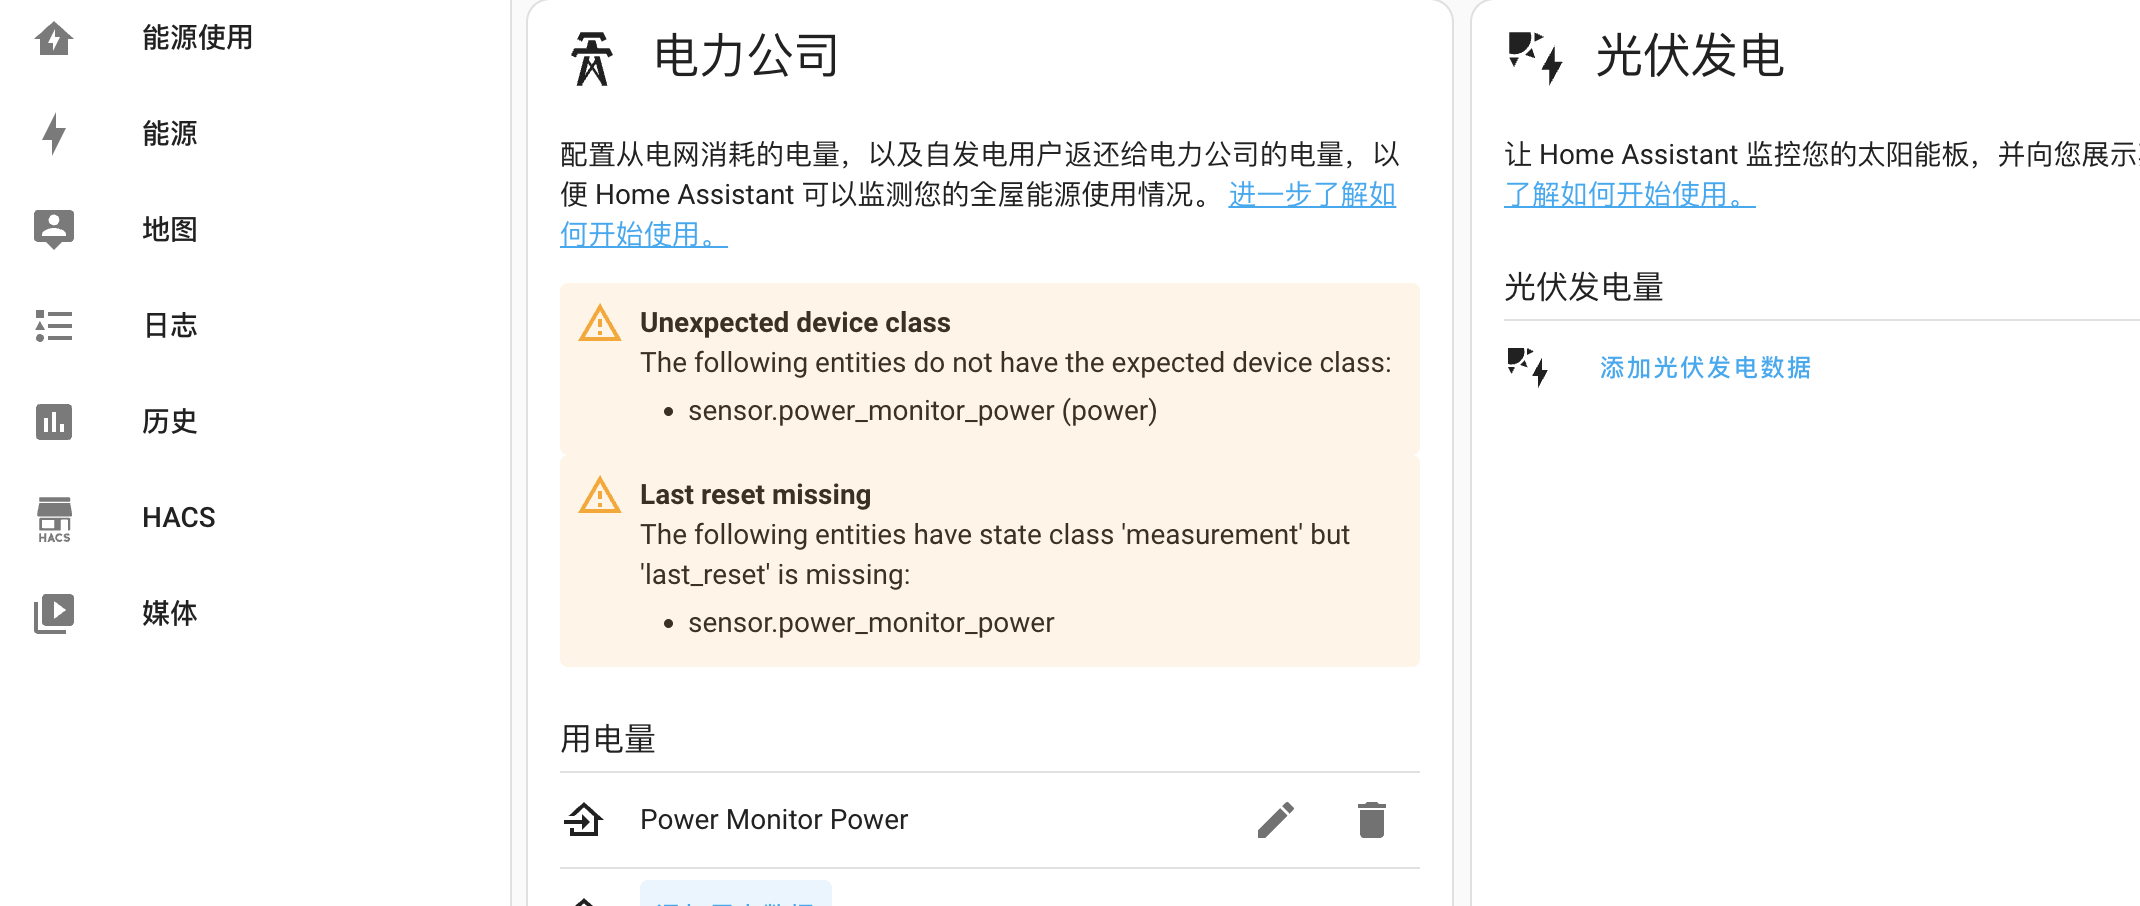 能源使用
能源
地图
日志
历史
HACS
HACS
媒体
电力公司
配置从电网消耗的电量，以及自发电用户返还给电力公司的电量，以
便 Home Assistant 可以监测您的全屋能源使用情况。 进一步了解如
何开始使用。
Unexpected device class
The following entities do not have the expected device class:
• sensor.power_monitor_power (power)
Last reset missing
The following entities have state class 'measurement' but
'last_reset' is missing:
• sensor.power_monitor_power
用电量
Power Monitor Power
光伏发电
让 Home Assistant 监控您的太阳能板，并向您展示
了解如何开始使用。
光伏发电量
添加光伏发电数据